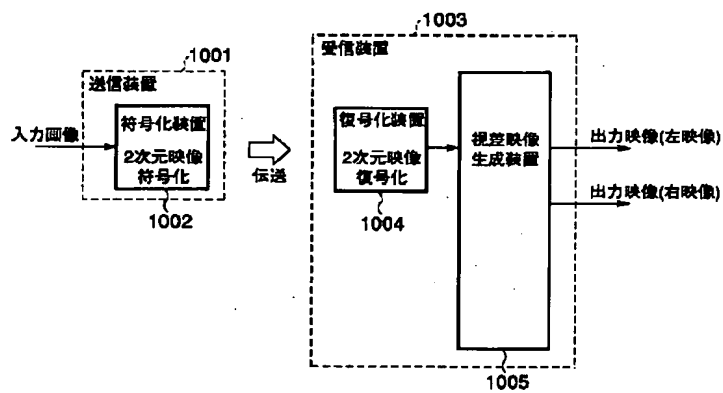 1001
送信装置
入力画像
符号化装置
2次元映像
符号化
1002
伝送
1003
受信装置
復号化装置
2次元映像
復号化
1004
視差映像
生成装置
1005
出力映像(左映像)
出力映像(右映像)